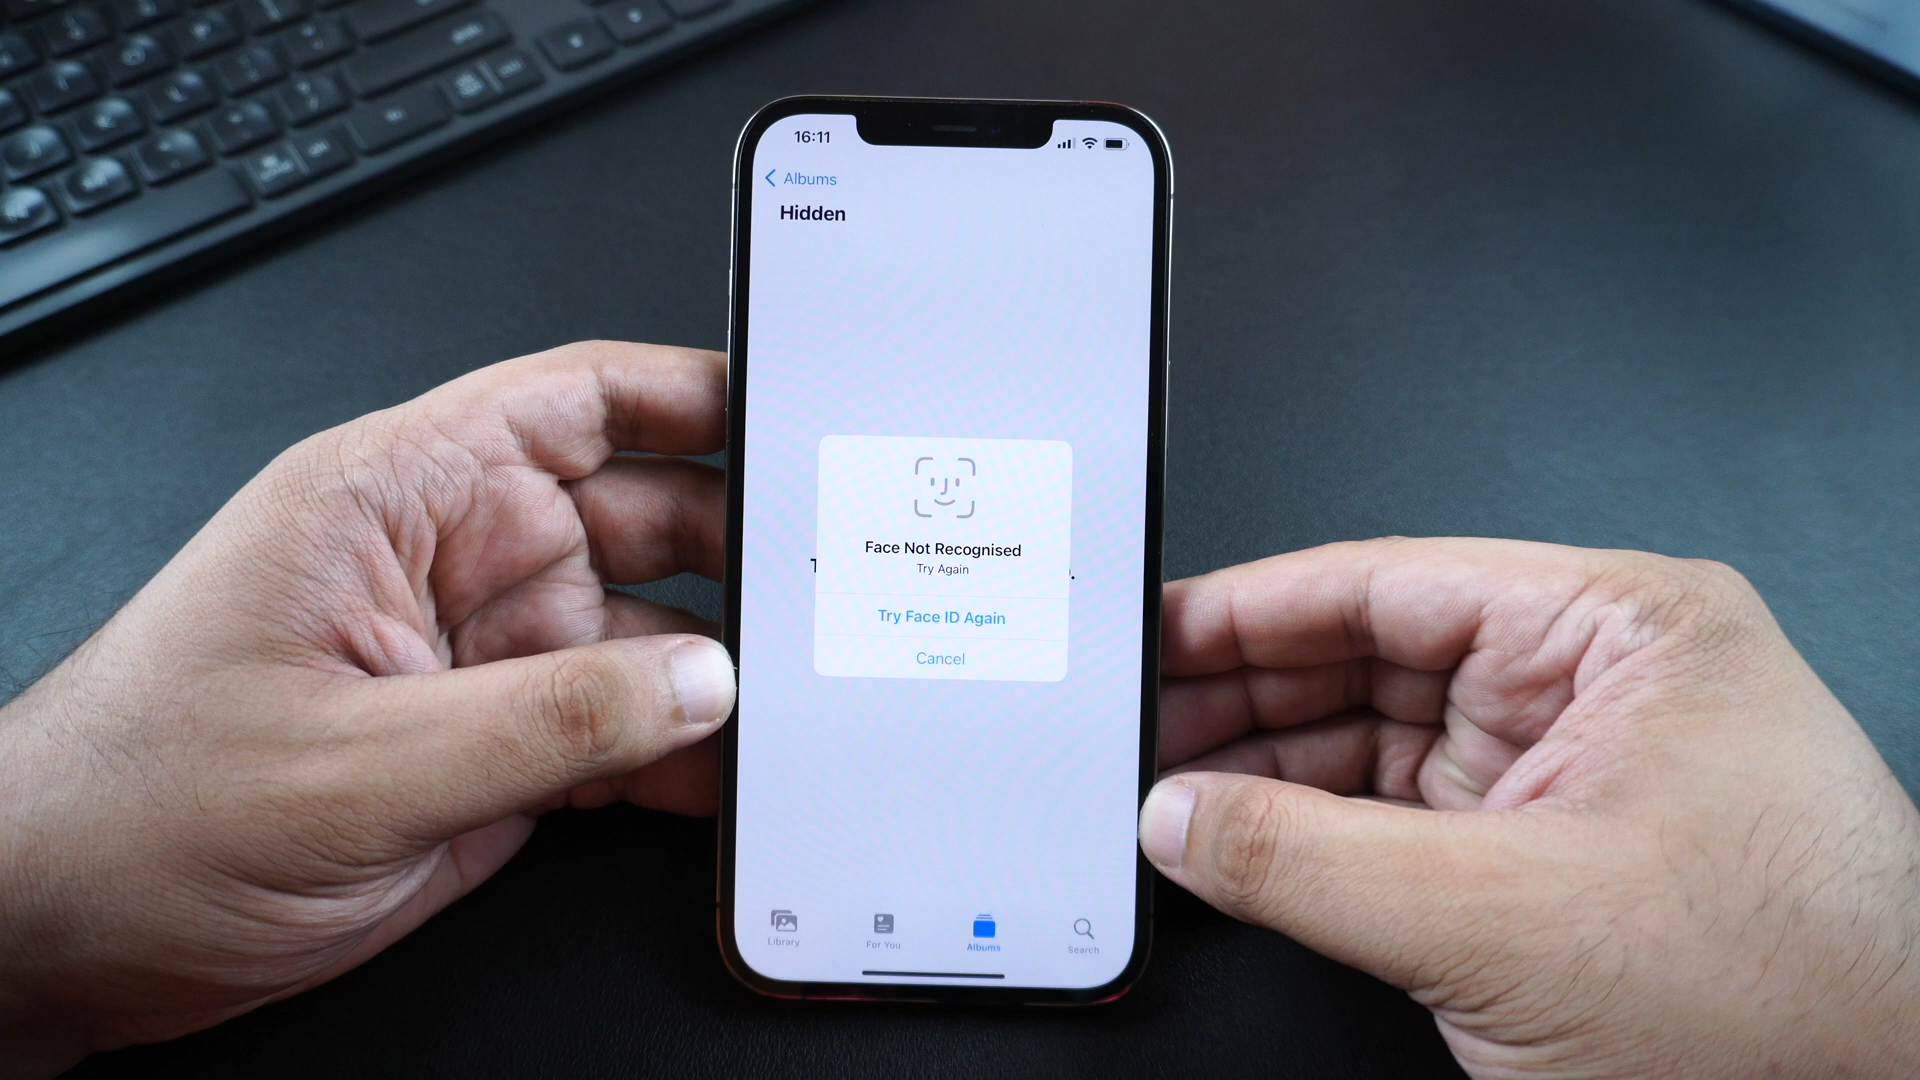 16:11
Albums
Hidden
T
.
Face Not Recognised
Try Again
Try Face ID Again
Cancel
Library
For You
Albums
Search